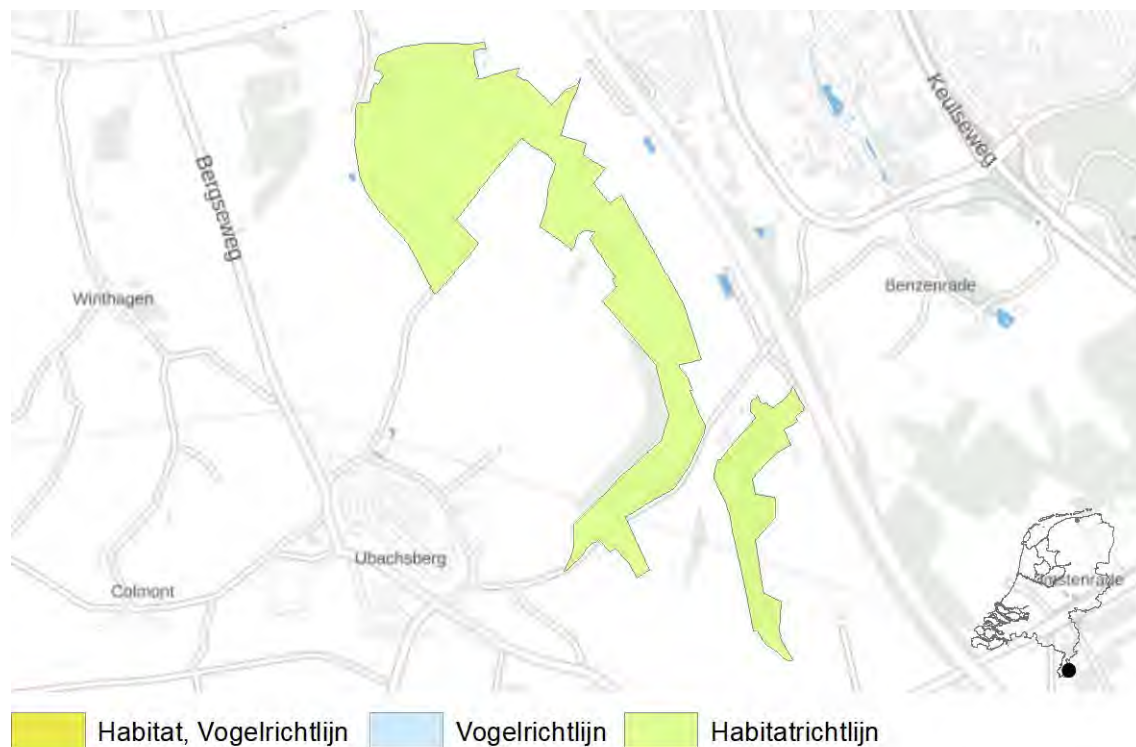 Keulseweg
Bergseweg
Winthagen
Benzenrade
Ubachsberg
Colmont
Habitat, Vogelrichtlijn
Vogelrichtlijn
Habitatrichtlijn